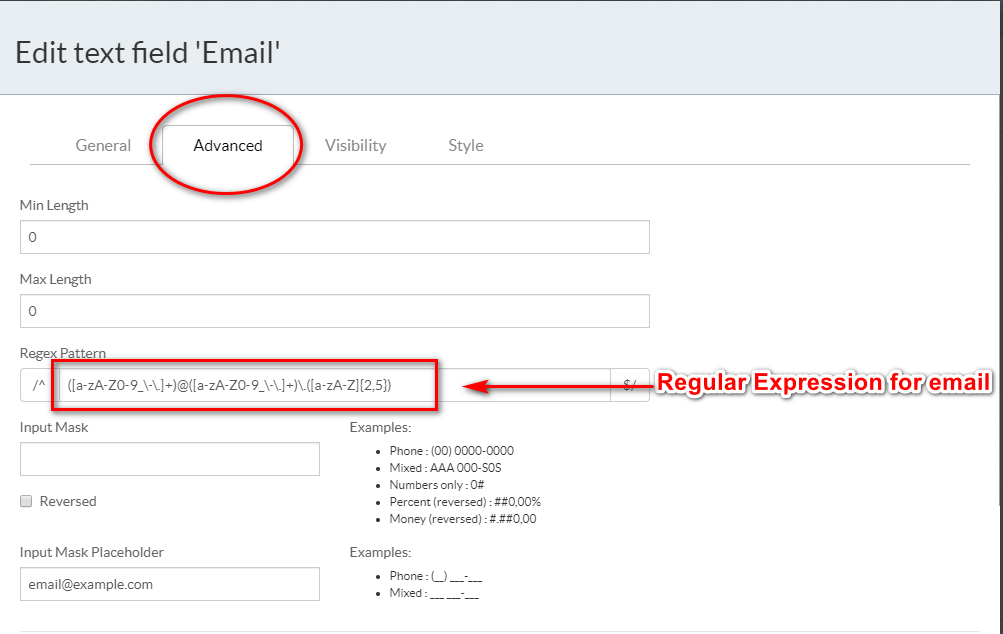 Edit text field 'Email'
General Advanced Visibility Style
Min Length
0
Max Length
0
Regex Pattern
/^ ([a-zA-Z0-9_\-\.]+)@([a-zA-Z0-9_\-\.]+)\.([a-zA-Z]{2,5}) $/ Regular Expression for email
Input Mask Examples:
• Phone : (00) 0000-0000
• Mixed : AAA 000-S0S
• Numbers only : 0#
• Percent (reversed) : ##0,00%
Reversed
• Money (reversed) : #.##0,00
Input Mask Placeholder Examples:
email@example.com
• Phone : (__) ____-____
• Mixed : ___ ___-___